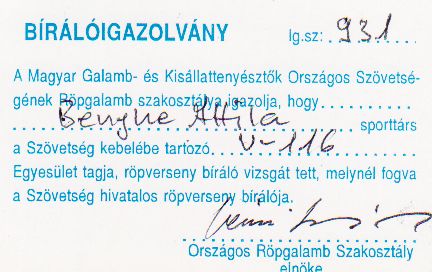 BÍRÁLÓIGAZOLVÁNY Ig.sz: 931
A Magyar Galamb- és Kisállattenyésztők Országos Szövetsé-
gének Röpgalamb szakosztálya igazolja, hogy
Benghe Attila sporttárs
a Szövetség kebelébe tartozó V-116
Egyesület tagja, röpverseny bíráló vizsgát tett, melynél fogva
a Szövetség hivatalos röpverseny bírálója.
Országos Röpgalamb Szakosztály
elnöke